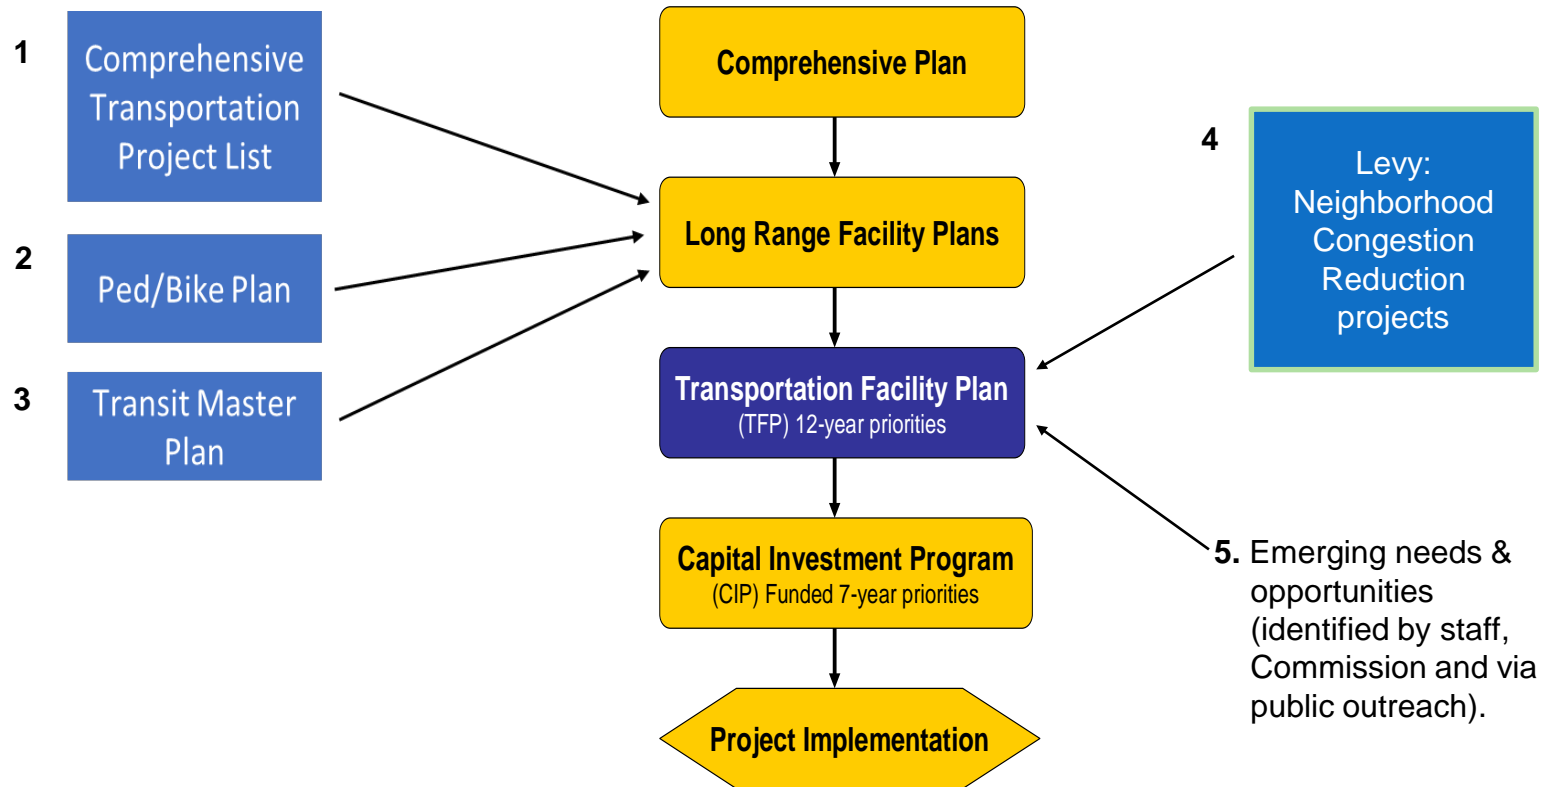 1
Comprehensive
Transportation
Project List
2
Ped/Bike Plan
3
Transit Master
Plan
Comprehensive Plan
Long Range Facility Plans
Transportation Facility Plan
(TFP) 12-year priorities
Capital Investment Program
(CIP) Funded 7-year priorities
Project Implementation
4
Levy:
Neighborhood
Congestion
Reduction
projects
5. Emerging needs &
opportunities
(identified by staff,
Commission and via
public outreach).